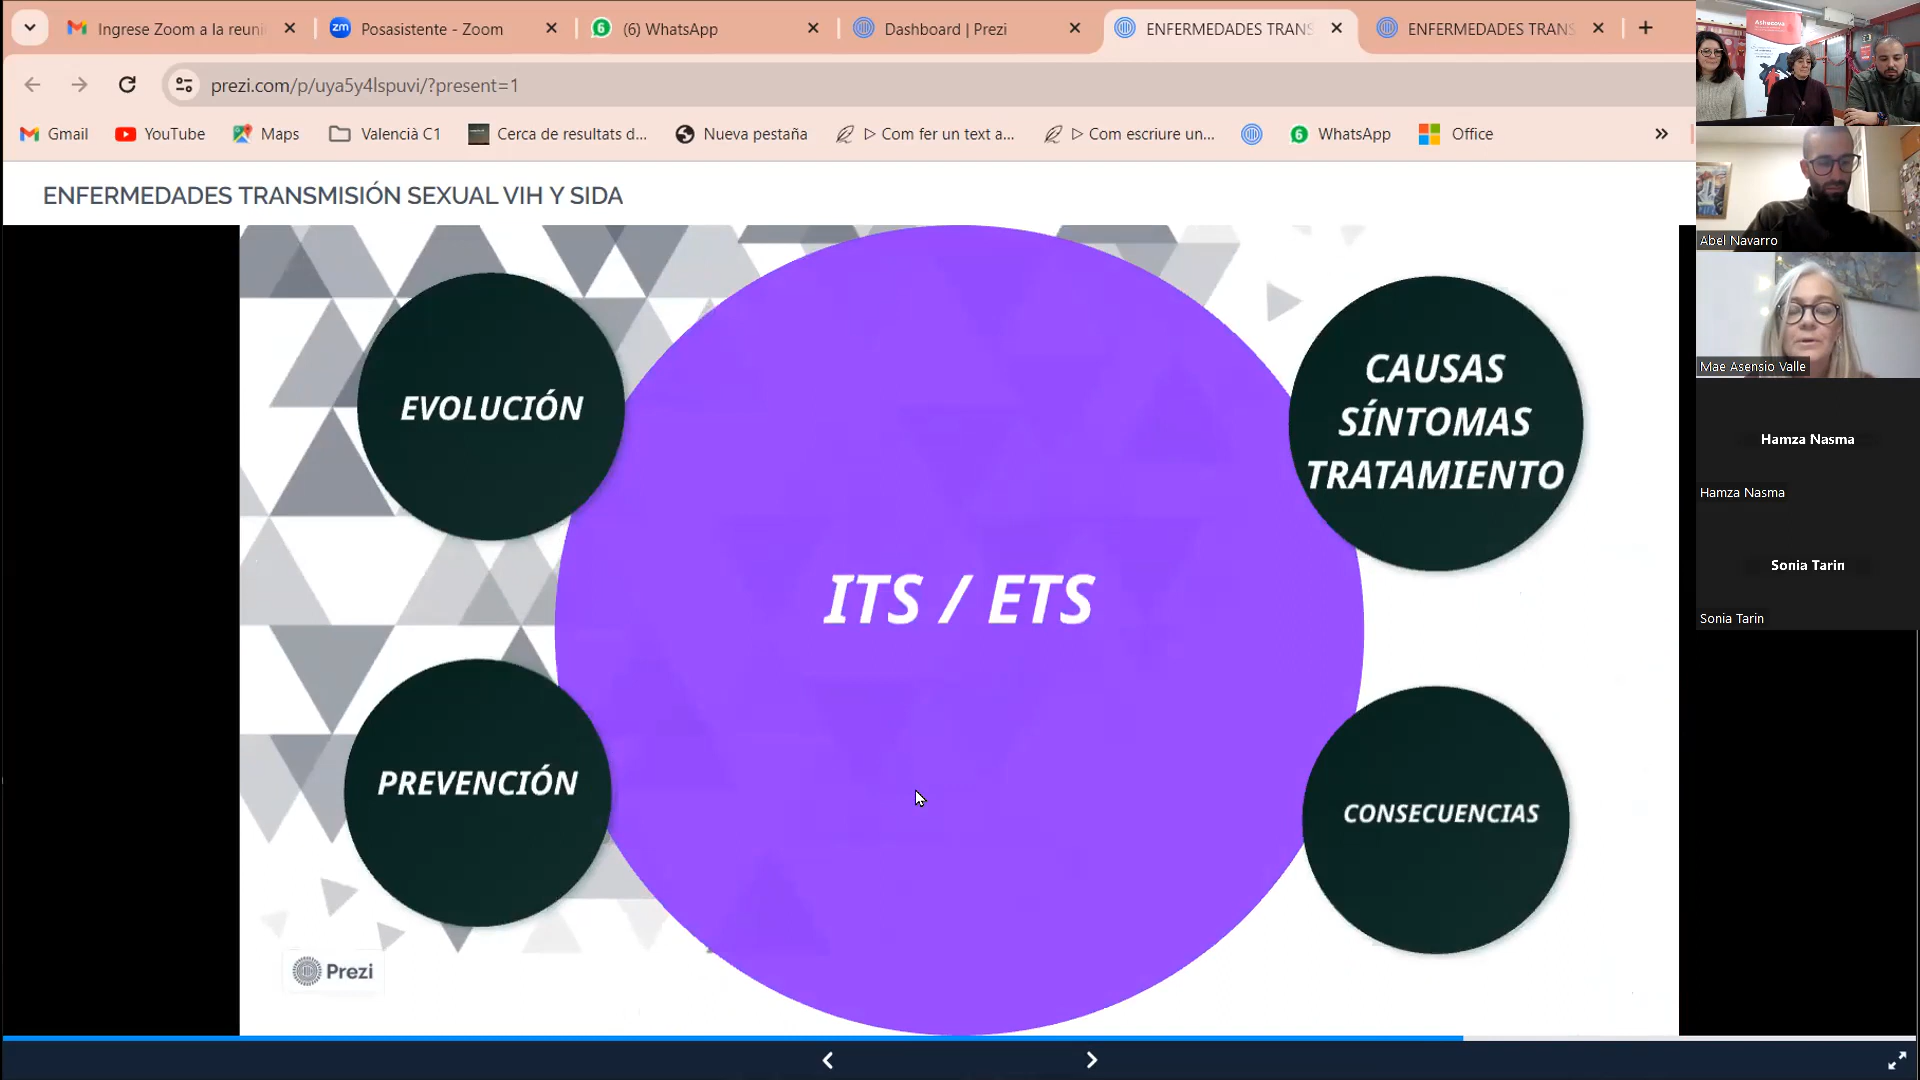 Ingrese Zoom a la reuni
Posasistente - Zoom
(6) WhatsApp
Dashboard | Prezi
ENFERMEDADES TRANS
ENFERMEDADES TRANS
prezi.com/p/uya5y4lspuvi/?present=1
Gmail
YouTube
Maps
Valencià C1
Cerca de resultats d...
Nueva pestaña
ᐅ Com fer un text a...
ᐅ Com escriure un...
6 WhatsApp
Office
ENFERMEDADES TRANSMISIÓN SEXUAL VIH Y SIDA
EVOLUCIÓN
CAUSAS
SÍNTOMAS
TRATAMIENTO
ITS / ETS
PREVENCIÓN
CONSECUENCIAS
Prezi
Abel Navarro
Mae Asensio Valle
Hamza Nasma
Hamza Nasma
Sonia Tarin
Sonia Tarin